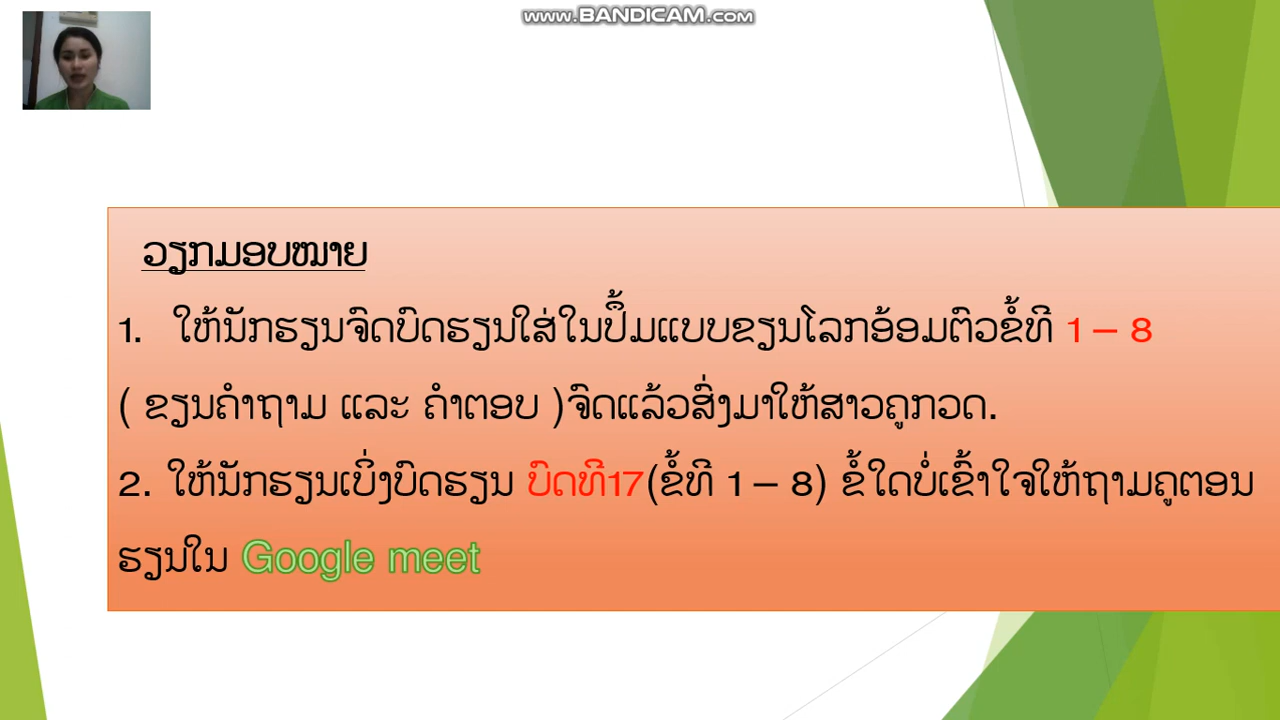 www.BANDICAM.com
ວຽກມອບໝາຍ
1. ໃຫ້ນັກຮຽນຈົດບົດຮຽນໃສ່ໃນປຶ້ມແບບຂຽນໂລກອ້ອມຕົວຂໍ້ທີ 1 – 8
( ຂຽນຄຳຖາມ ແລະ ຄຳຕອບ )ຈົດແລ້ວສົ່ງມາໃຫ້ສາວຄູກວດ.
2. ໃຫ້ນັກຮຽນເບິ່ງບົດຮຽນ ບົດທີ17(ຂໍ້ທີ 1 – 8) ຂໍ້ໃດບໍ່ເຂົ້າໃຈໃຫ້ຖາມຄູຕອນ
ຮຽນໃນ Google meet